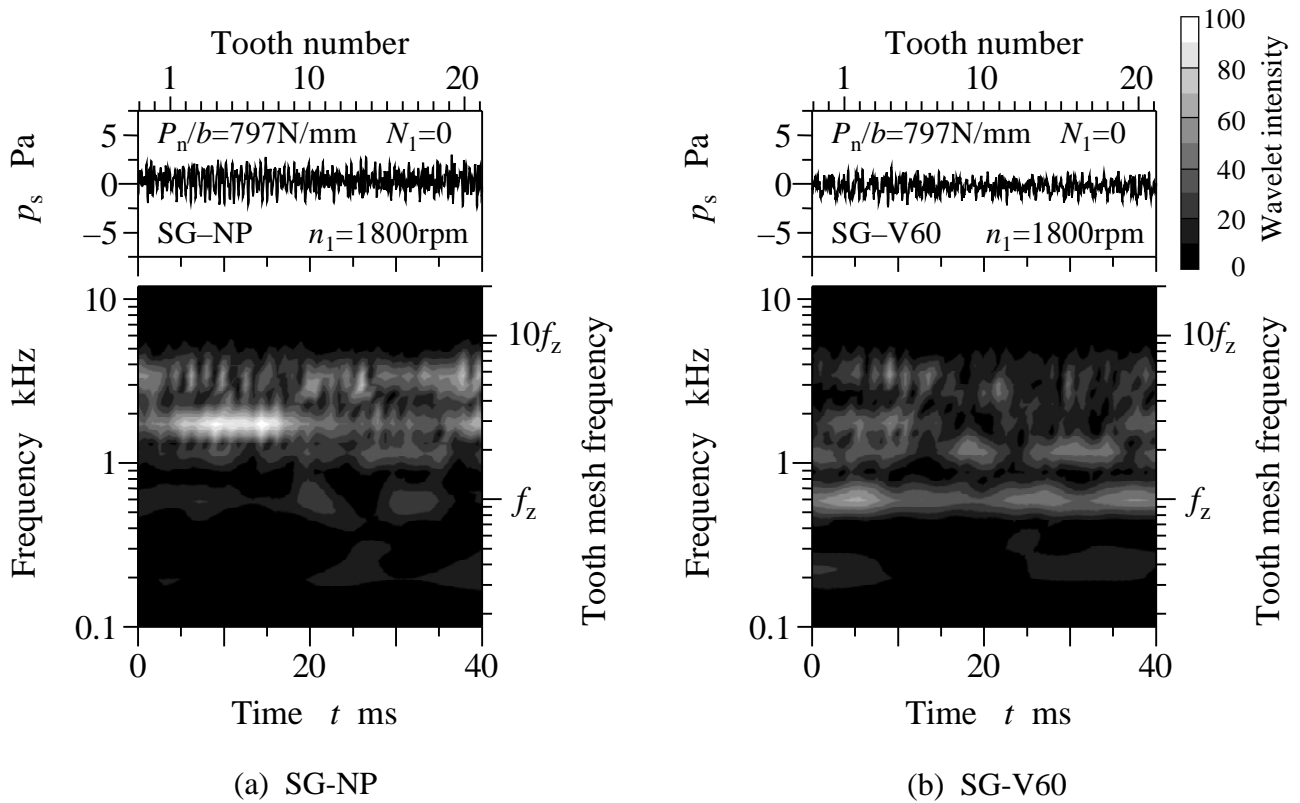 Tooth number
1 10 20
5
0
−5
p_s Pa
P_n/b=797N/mm N_1=0
SG–NP n_1=1800rpm
10
1
0.1
Frequency kHz
10f_z
f_z
Tooth mesh frequency
0 20 40
Time t ms
(a) SG-NP
Tooth number
1 10 20
5
0
−5
p_s Pa
P_n/b=797N/mm N_1=0
SG–V60 n_1=1800rpm
10
1
0.1
Frequency kHz
10f_z
f_z
Tooth mesh frequency
0 20 40
Time t ms
(b) SG-V60
100
80
60
40
20
0
Wavelet intensity